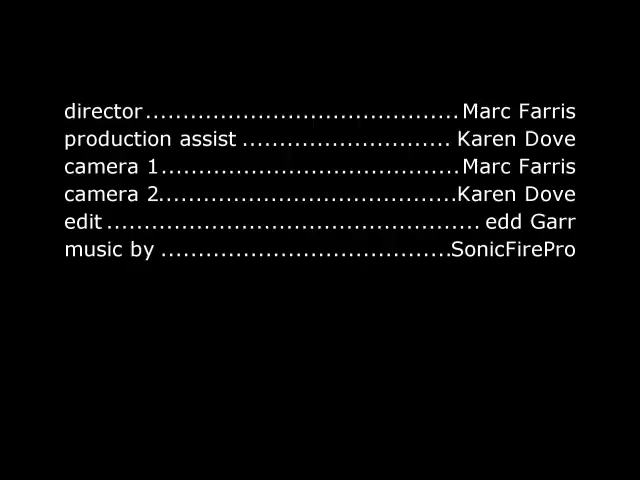 director.......................................... Marc Farris
production assist ............................ Karen Dove
camera 1........................................ Marc Farris
camera 2........................................Karen Dove
edit.................................................. edd Garr
music by .......................................SonicFirePro